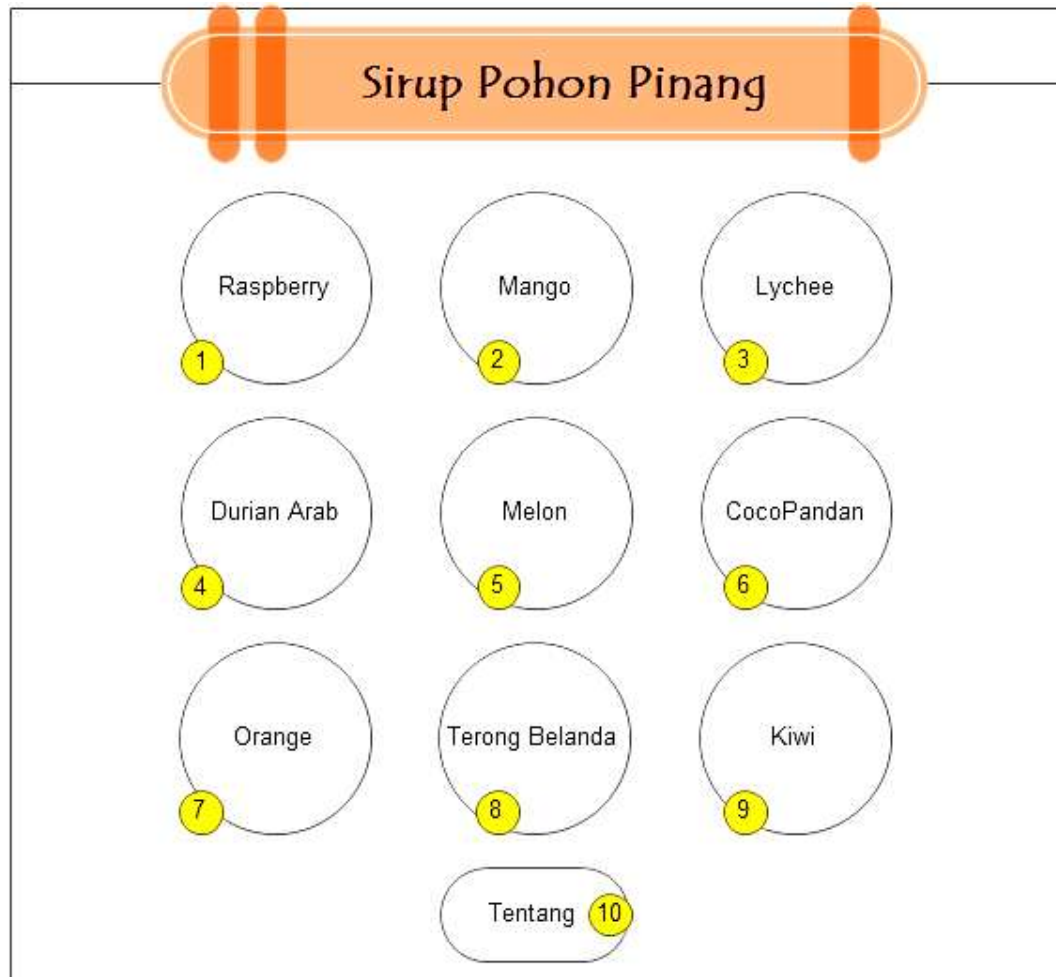 Sirup Pohon Pinang
Raspberry
1
Mango
2
Lychee
3
Durian Arab
4
Melon
5
CocoPandan
6
Orange
7
Terong Belanda
8
Kiwi
9
Tentang
10